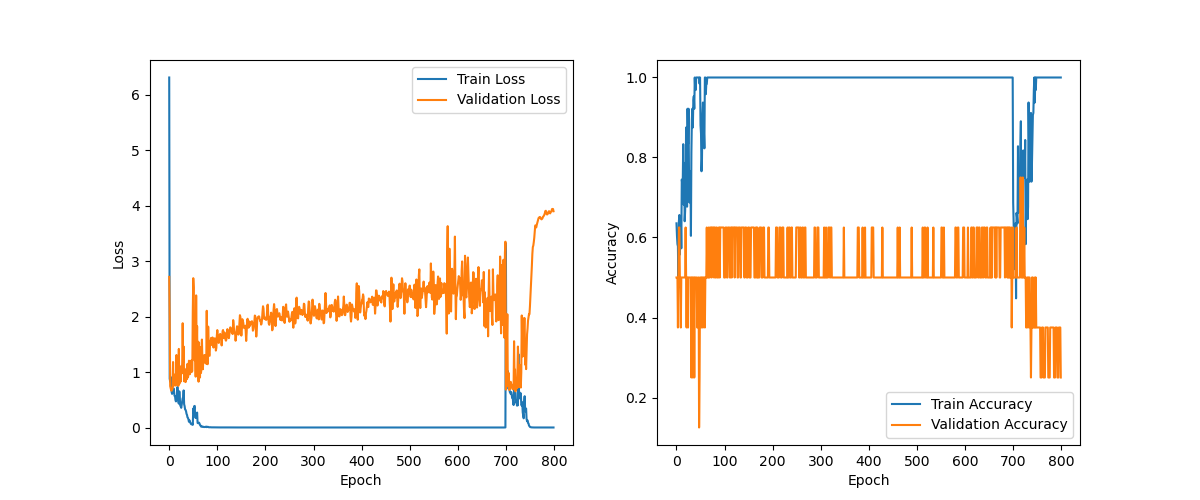 Train Loss
Validation Loss
6
5
4
3
2
1
0
Loss
0 100 200 300 400 500 600 700 800
Epoch
1.0
0.8
0.6
0.4
0.2
Accuracy
Train Accuracy
Validation Accuracy
0 100 200 300 400 500 600 700 800
Epoch